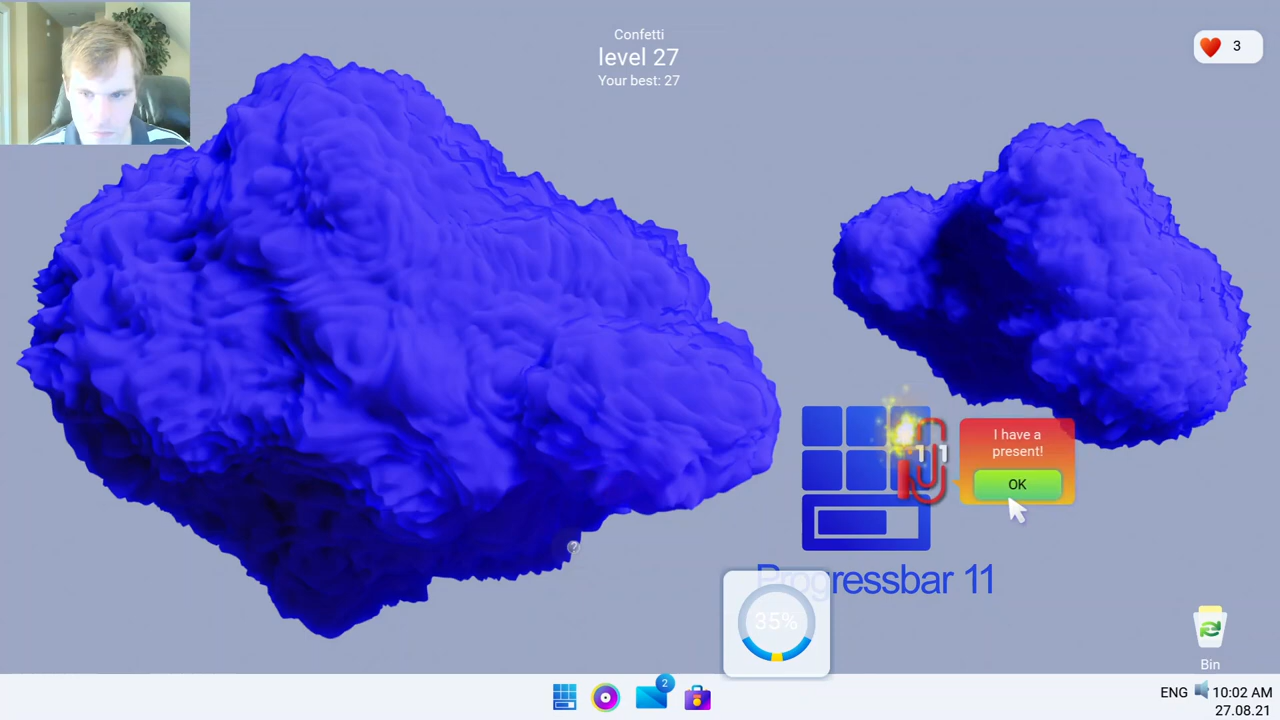 Confetti
level 27
Your best: 27
3
I have a
present!
OK
11
?
Progressbar 11
35%
Bin
2
ENG 10:02 AM
27.08.21